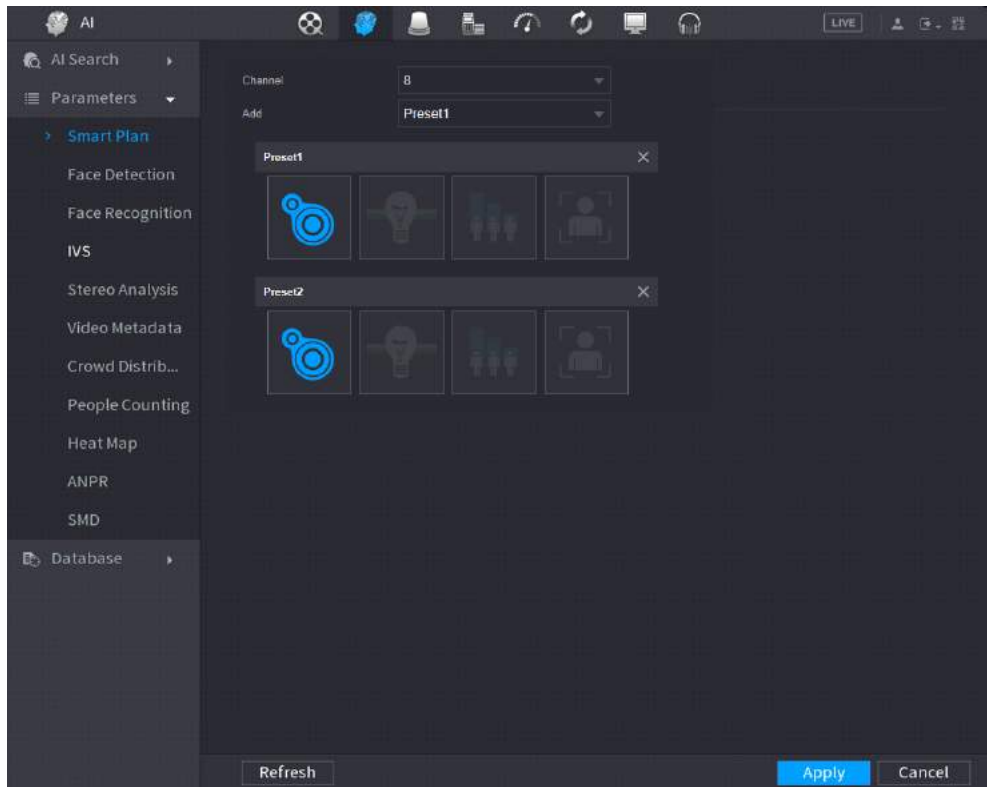 AI
LIVE
AI Search
Parameters
Smart Plan
Face Detection
Face Recognition
IVS
Stereo Analysis
Video Metadata
Crowd Distrib...
People Counting
Heat Map
ANPR
SMD
Database
Channel
8
Add
Preset1
Preset1
Preset2
Refresh
Apply
Cancel